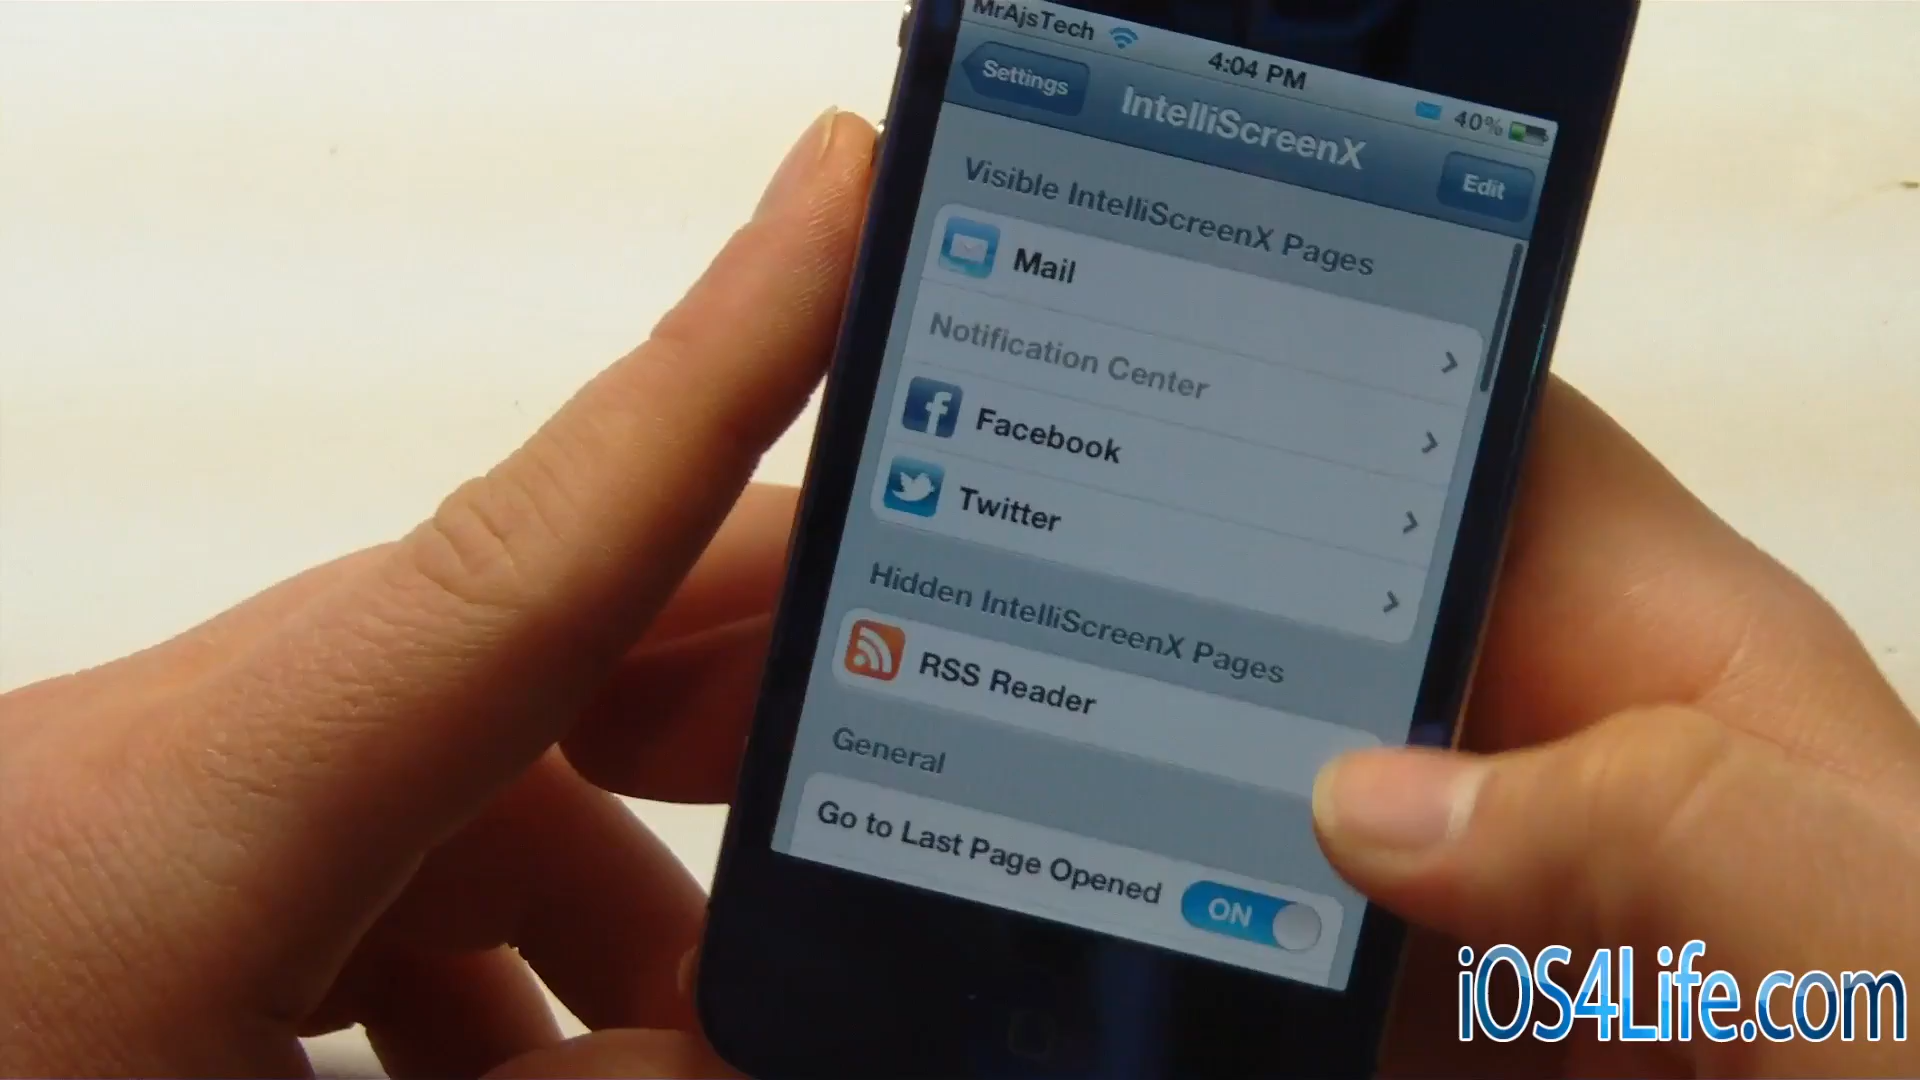 MrAjsTech 4:04 PM 40%
Settings IntelliScreenX Edit
Visible IntelliScreenX Pages
Mail
Notification Center
Facebook
Twitter
Hidden IntelliScreenX Pages
RSS Reader
General
Go to Last Page Opened ON
iOS4Life.com